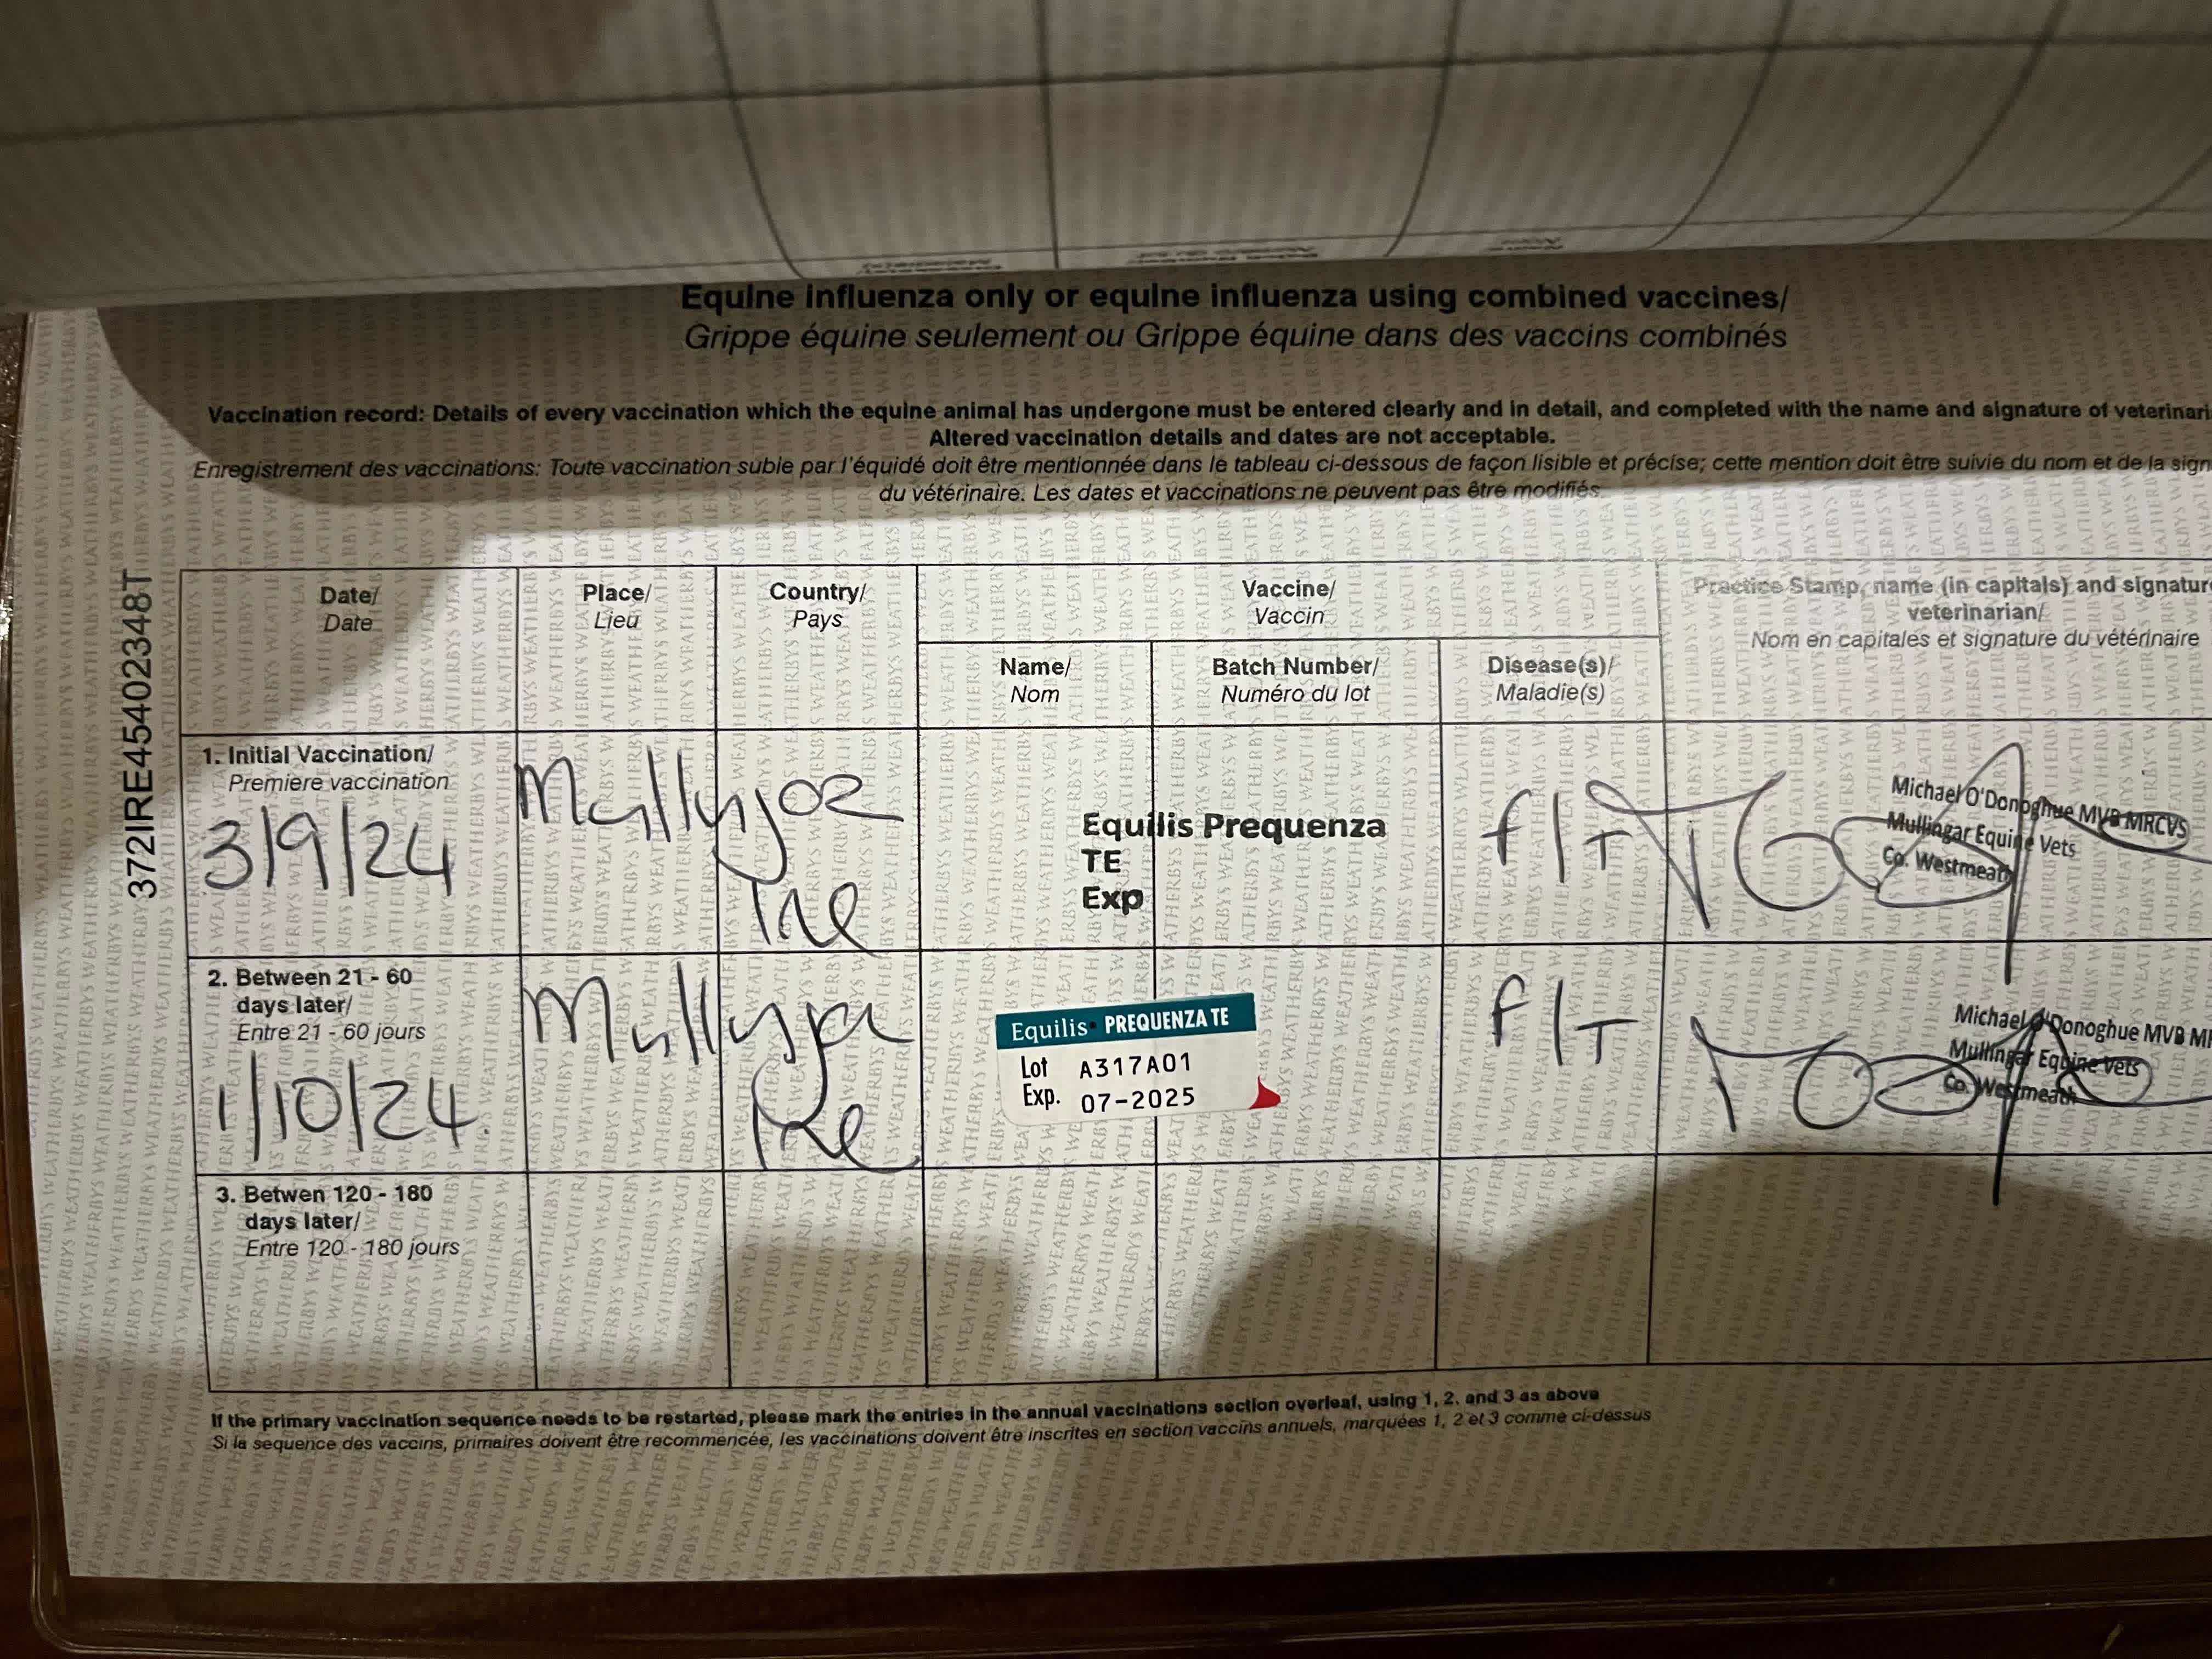 Equine influenza only or equine influenza using combined vaccines/
Grippe équine seulement ou Grippe équine dans des vaccins combinés
Vaccination record: Details of every vaccination which the equine animal has undergone must be entered clearly and in detail, and completed with the name and signature of veterinari
Altered vaccination details and dates are not acceptable.
Enregistrement des vaccinations: Toute vaccination subie par l'équidé doit être mentionnée dans le tableau ci-dessous de façon lisible et précise; cette mention doit être suivie du nom et de la sign
du vétérinaire. Les dates et vaccinations ne peuvent pas être modifiés
372IRE45402348T
Date/
Date
Place/
Lieu
Country/
Pays
Vaccine/
Vaccin
Name/
Nom
Batch Number/
Numéro du lot
Disease(s)/
Maladie(s)
Practice Stamp, name (in capitals) and signature
veterinarian/
Nom en capitales et signature du vétérinaire
1. Initial Vaccination/
Premiere vaccination
3/9/24
Ire
Equilis Prequenza
TE
Exp
F/T
Michael O'Donoghue MVB MRCVS
Mullingar Equine Vets
Co. Westmeath
2. Between 21 - 60
days later/
Entre 21 - 60 jours
1/10/24
Ire
Equilis PREQUENZA TE
Lot A317A01
Exp. 07-2025
F/T
Michael O'Donoghue MVB MR
Mullingar Equine Vets
Co. Westmeath
3. Betwen 120 - 180
days later/
Entre 120 - 180 jours
If the primary vaccination sequence needs to be restarted, please mark the entries in the annual vaccinations section overleaf, using 1, 2, and 3 as above
Si la sequence des vaccins, primaires doivent être recommencée, les vaccinations doivent être inscrites en section vaccins annuels, marquées 1, 2 et 3 comme ci-dessus